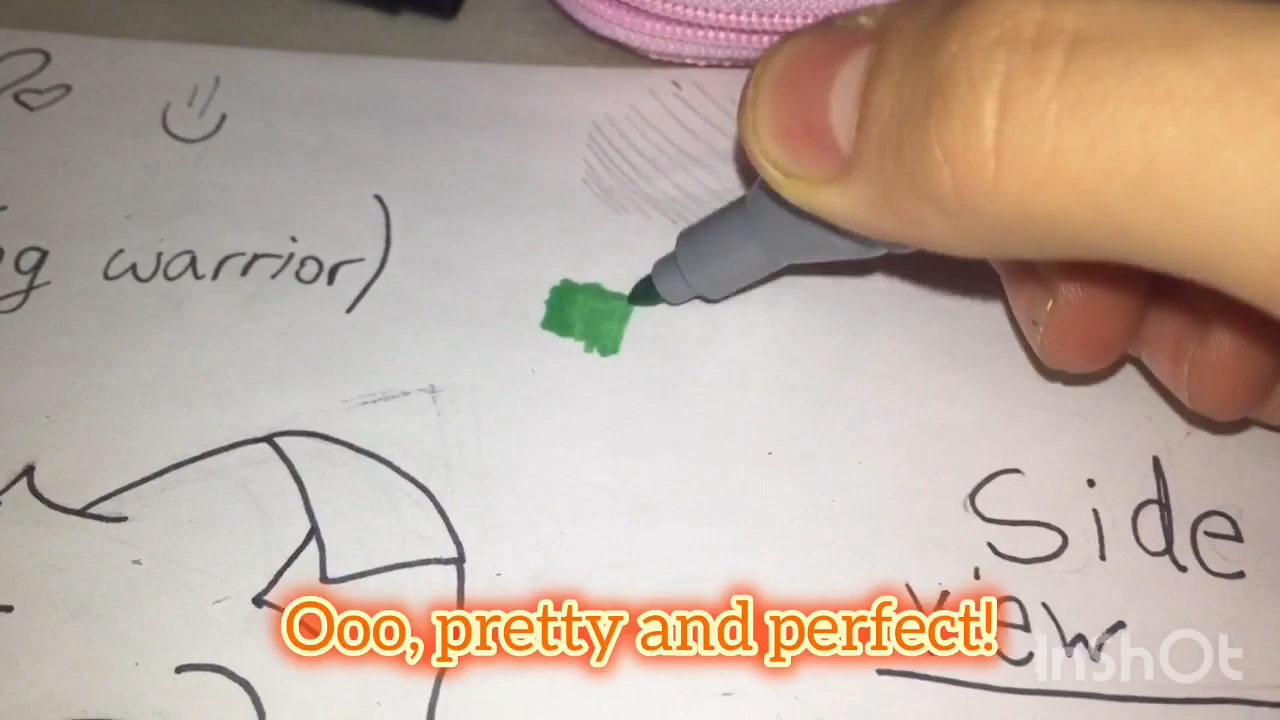 warrior)
Side
view
Ooo, pretty and perfect!
InShOt